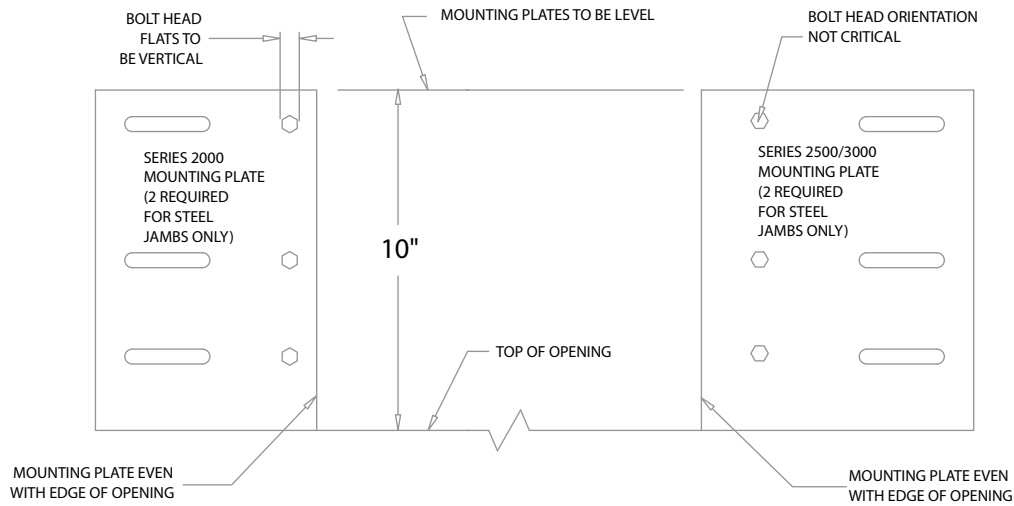 BOLT HEAD
FLATS TO
BE VERTICAL
MOUNTING PLATES TO BE LEVEL
BOLT HEAD ORIENTATION
NOT CRITICAL
SERIES 2000
MOUNTING PLATE
(2 REQUIRED
FOR STEEL
JAMBS ONLY)
SERIES 2500/3000
MOUNTING PLATE
(2 REQUIRED
FOR STEEL
JAMBS ONLY)
10"
TOP OF OPENING
MOUNTING PLATE EVEN
WITH EDGE OF OPENING
MOUNTING PLATE EVEN
WITH EDGE OF OPENING